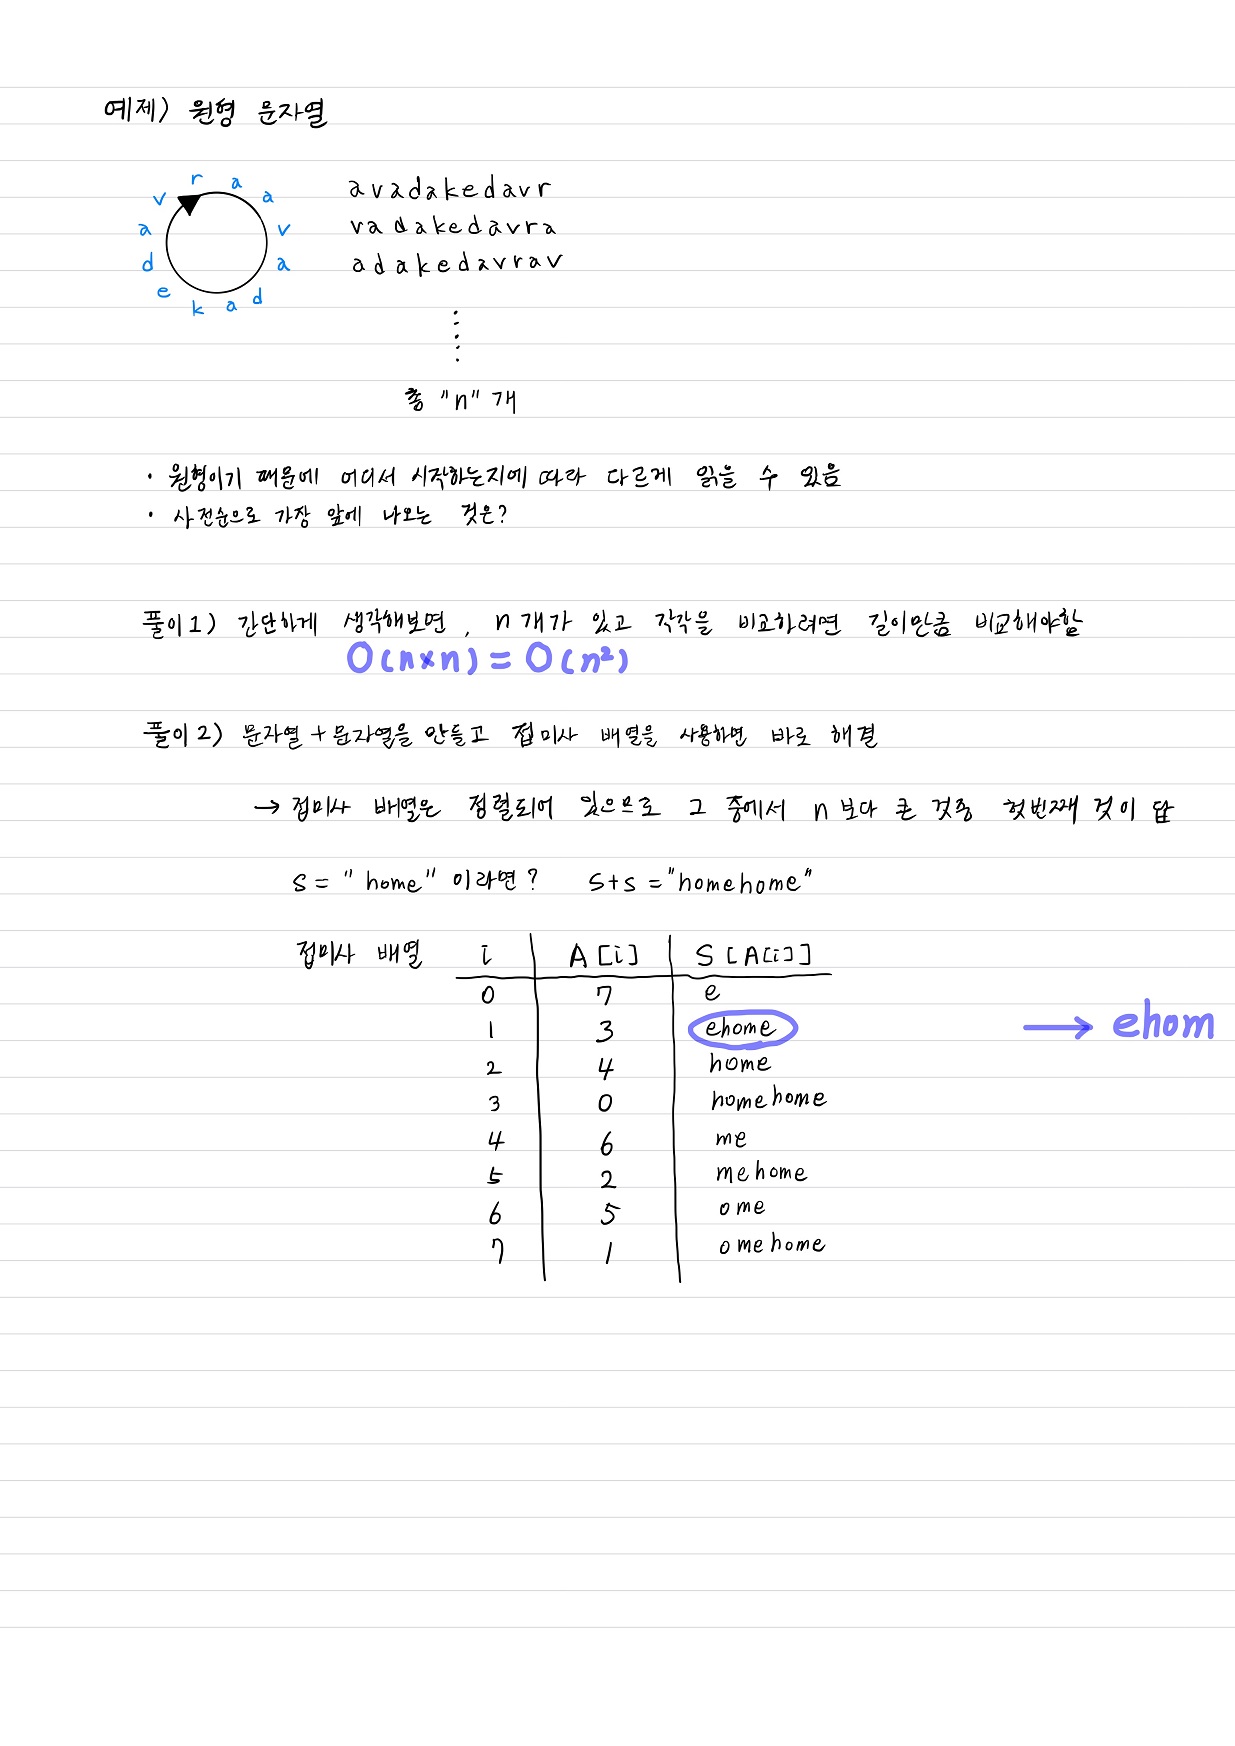 예제) 원형 문자열
r a a v a d a k e d a v
avadakedavr
vadakedavra
adakedavrav
총 "n" 개
· 원형이기 때문에 어디서 시작하는지에 따라 다르게 읽을 수 있음
· 사전순으로 가장 앞에 나오는 것은?
풀이1) 간단하게 생각해보면, n개가 있고 각각을 비교하려면 길이만큼 비교해야함
O(n×n) = O(n²)
풀이2) 문자열+문자열을 만들고 접미사 배열을 사용하면 바로 해결
→ 접미사 배열은 정렬되어 있으므로 그 중에서 n보다 큰 것중 첫번째 것이 답
s = "home" 이라면? s+s = "homehome"
접미사 배열 i A[i] S[A[i]]
0 7 e
1 3 ehome → ehom
2 4 home
3 0 homehome
4 6 me
5 2 mehome
6 5 ome
7 1 omehome